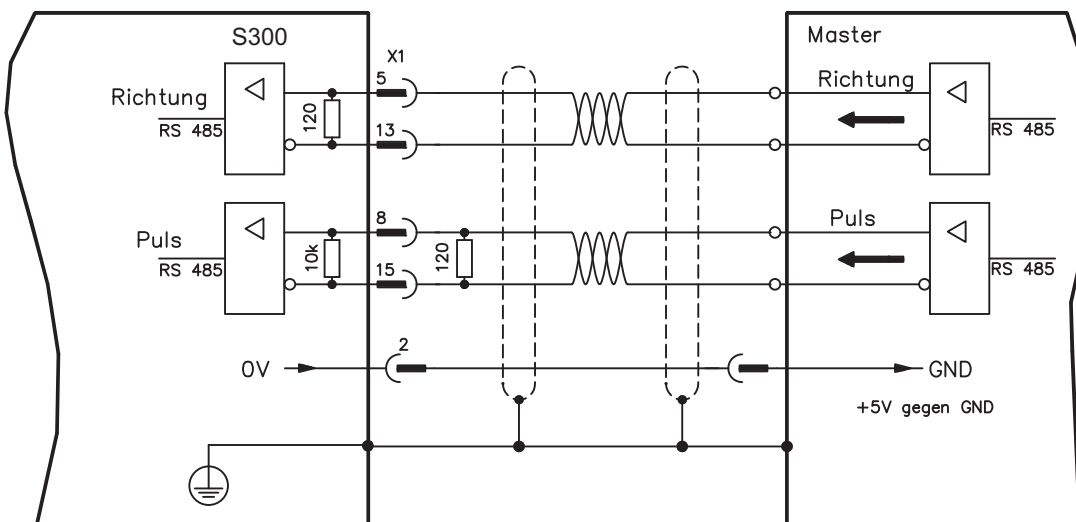 S300
Master
X1
5
Richtung
Richtung
120
RS 485
13
RS 485
8
Puls
Puls
10k
120
RS 485
15
RS 485
2
0V
GND
+5V gegen GND